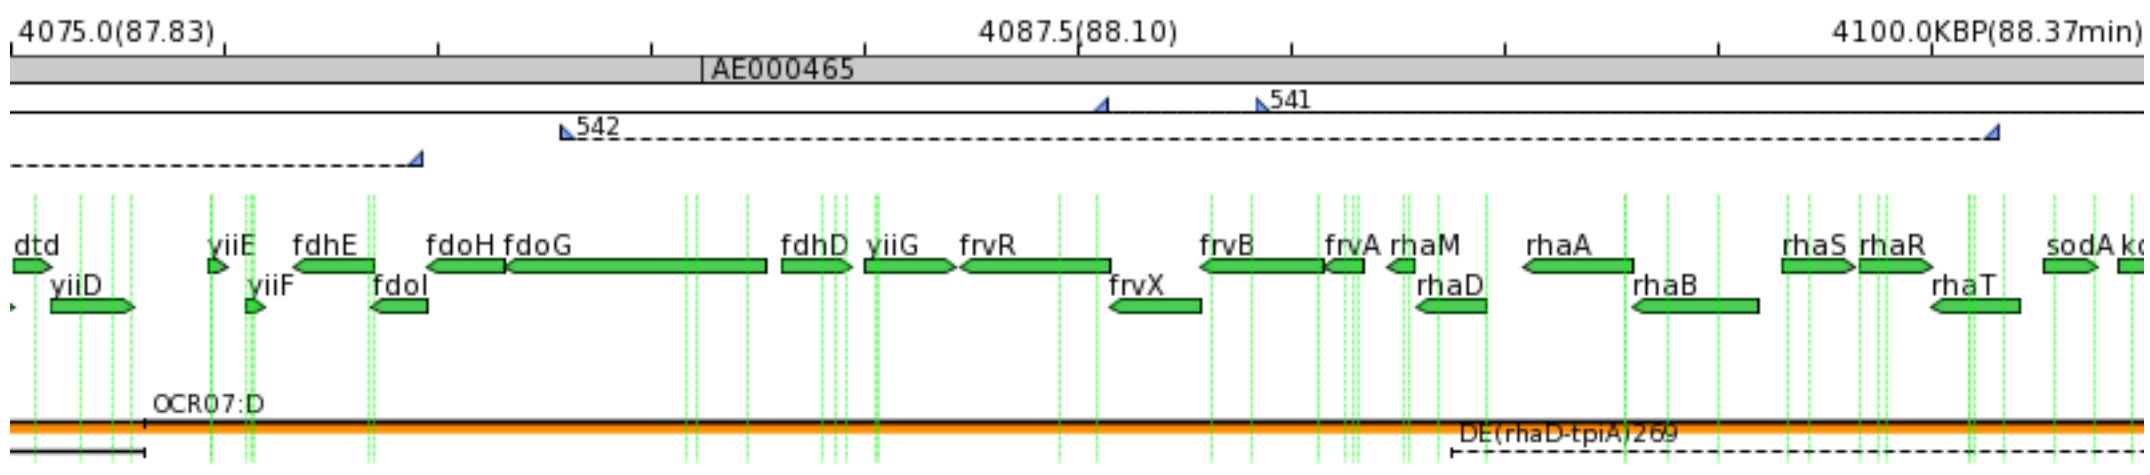 4075.0(87.83) 4087.5(88.10) 4100.0KBP(88.37min)
AE000465
541
542
dtd yiiE fdhE fdoH fdoG fdhD yiiG frvR frvB frvA rhaM rhaA rhaS rhaR sodA kd
yiiD yiiF fdoI frvX rhaD rhaB rhaT
OCR07:D
DE(rhaD-tpiA)269